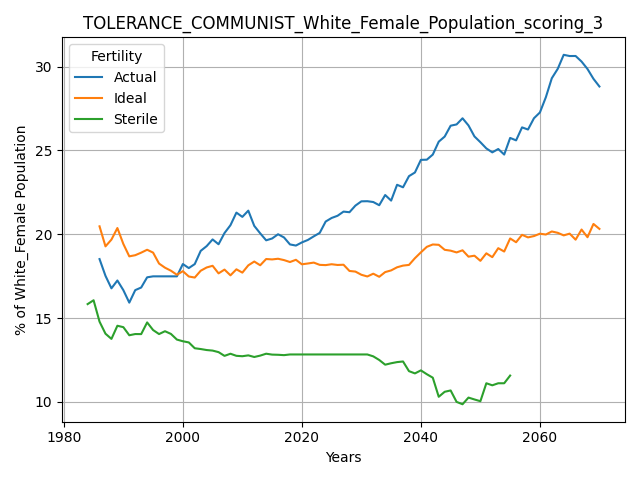 TOLERANCE_COMMUNIST_White_Female_Population_scoring_3
Fertility
Actual
Ideal
Sterile
% of White_Female Population
30
25
20
15
10
1980
2000
2020
2040
2060
Years